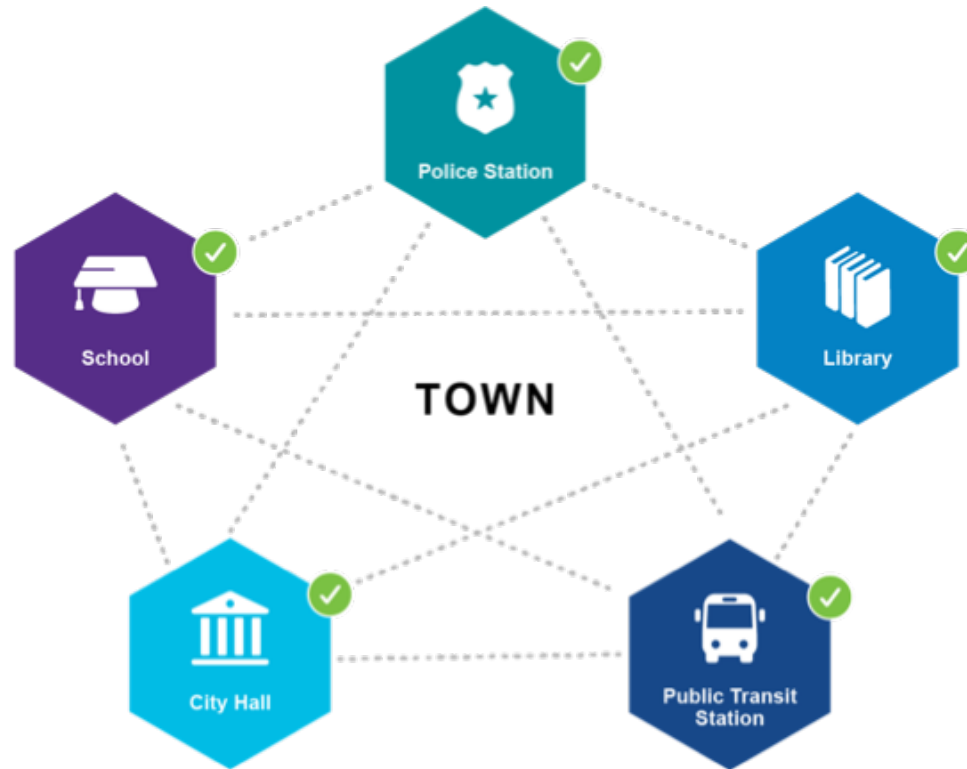 Police Station
School
Library
TOWN
City Hall
Public Transit
Station